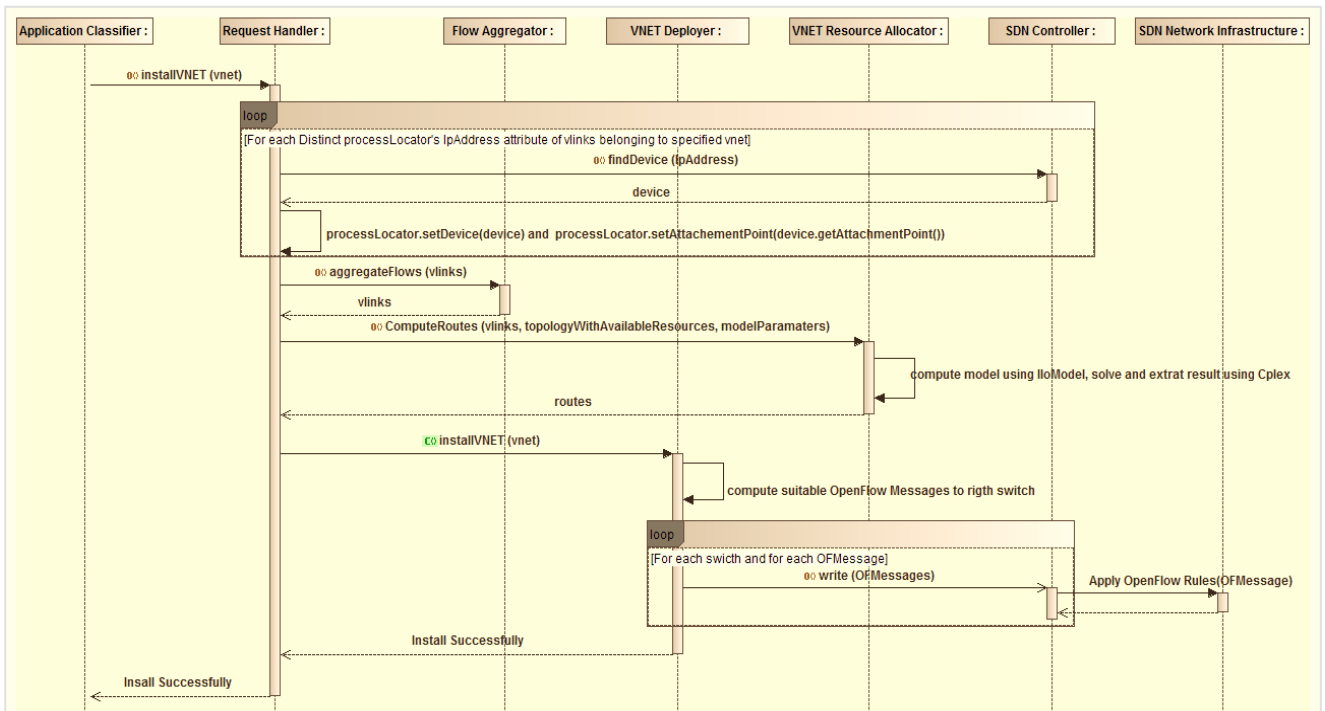 Application Classifier :
Request Handler :
Flow Aggregator :
VNET Deployer :
VNET Resource Allocator :
SDN Controller :
SDN Network Infrastructure :
installVNET (vnet)
loop
[For each Distinct processLocator's IpAddress attribute of vlinks belonging to specified vnet]
findDevice (IpAddress)
device
processLocator.setDevice(device) and processLocator.setAttachementPoint(device.getAttachmentPoint())
aggregateFlows (vlinks)
vlinks
ComputeRoutes (vlinks, topologyWithAvailableResources, modelParamaters)
compute model using IloModel, solve and extrat result using Cplex
routes
installVNET (vnet)
compute suitable OpenFlow Messages to rigth switch
loop
[For each swicth and for each OFMessage]
write (OFMessages)
Apply OpenFlow Rules(OFMessage)
Install Successfully
Insall Successfully